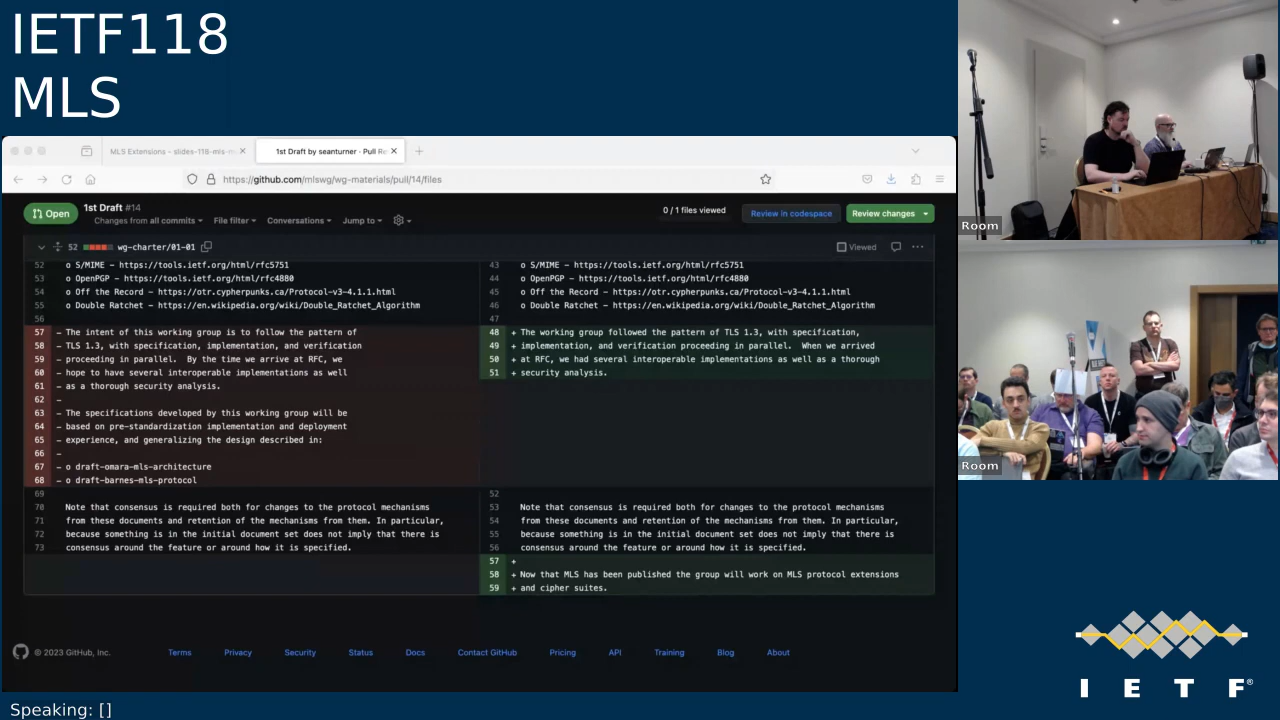 IETF118
MLS
MLS Extensions - slides-118-mls-m
1st Draft by seanturner · Pull Re
https://github.com/mlswg/wg-materials/pull/14/files
Open
1st Draft #14
Changes from all commits
File filter
Conversations
Jump to
0 / 1 files viewed
Review in codespace
Review changes
52
wg-charter/01-01
Viewed
52 o S/MIME – https://tools.ietf.org/html/rfc5751
53 o OpenPGP – https://tools.ietf.org/html/rfc4880
54 o Off the Record – https://otr.cypherpunks.ca/Protocol-v3-4.1.1.html
55 o Double Ratchet – https://en.wikipedia.org/wiki/Double_Ratchet_Algorithm
56
57 – The intent of this working group is to follow the pattern of
58 – TLS 1.3, with specification, implementation, and verification
59 – proceeding in parallel. By the time we arrive at RFC, we
60 – hope to have several interoperable implementations as well
61 – as a thorough security analysis.
62 –
63 – The specifications developed by this working group will be
64 – based on pre-standardization implementation and deployment
65 – experience, and generalizing the design described in:
66 –
67 – o draft-omara-mls-architecture
68 – o draft-barnes-mls-protocol
69
70 Note that consensus is required both for changes to the protocol mechanisms
71 from these documents and retention of the mechanisms from them. In particular,
72 because something is in the initial document set does not imply that there is
73 consensus around the feature or around how it is specified.
43 o S/MIME – https://tools.ietf.org/html/rfc5751
44 o OpenPGP – https://tools.ietf.org/html/rfc4880
45 o Off the Record – https://otr.cypherpunks.ca/Protocol-v3-4.1.1.html
46 o Double Ratchet – https://en.wikipedia.org/wiki/Double_Ratchet_Algorithm
47
48 + The working group followed the pattern of TLS 1.3, with specification,
49 + implementation, and verification proceeding in parallel. When we arrived
50 + at RFC, we had several interoperable implementations as well as a thorough
51 + security analysis.
52
53 Note that consensus is required both for changes to the protocol mechanisms
54 from these documents and retention of the mechanisms from them. In particular,
55 because something is in the initial document set does not imply that there is
56 consensus around the feature or around how it is specified.
57 +
58 + Now that MLS has been published the group will work on MLS protocol extensions
59 + and cipher suites.
© 2023 GitHub, Inc.
Terms
Privacy
Security
Status
Docs
Contact GitHub
Pricing
API
Training
Blog
About
Room
Room
I E T F®
Speaking: []